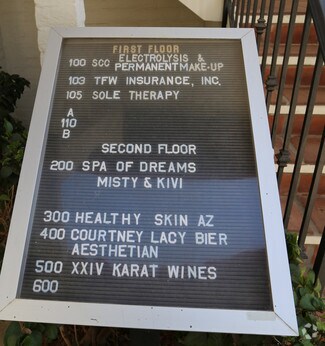 FIRST FLOOR
100 SCC ELECTROLYSIS &
PERMANENT MAKE-UP
103 TFW INSURANCE, INC.
105 SOLE THERAPY
A
110
B
SECOND FLOOR
200 SPA OF DREAMS
MISTY & KIVI
300 HEALTHY SKIN AZ
400 COURTNEY LACY BIER
AESTHETIAN
500 XXIV KARAT WINES
600